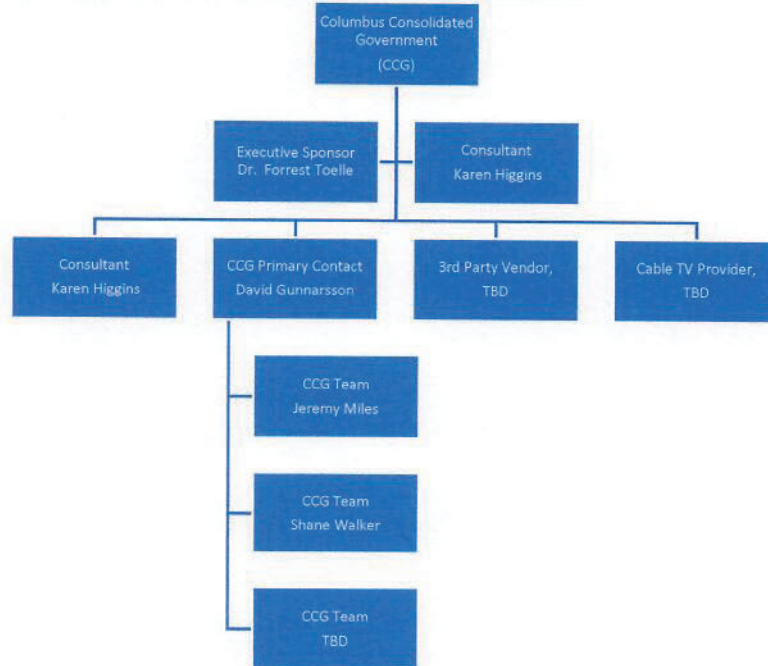 Columbus Consolidated
Government
(CCG)
Executive Sponsor
Dr. Forrest Toelle
Consultant
Karen Higgins
Consultant
Karen Higgins
CCG Primary Contact
David Gunnarsson
3rd Party Vendor,
TBD
Cable TV Provider,
TBD
CCG Team
Jeremy Miles
CCG Team
Shane Walker
CCG Team
TBD